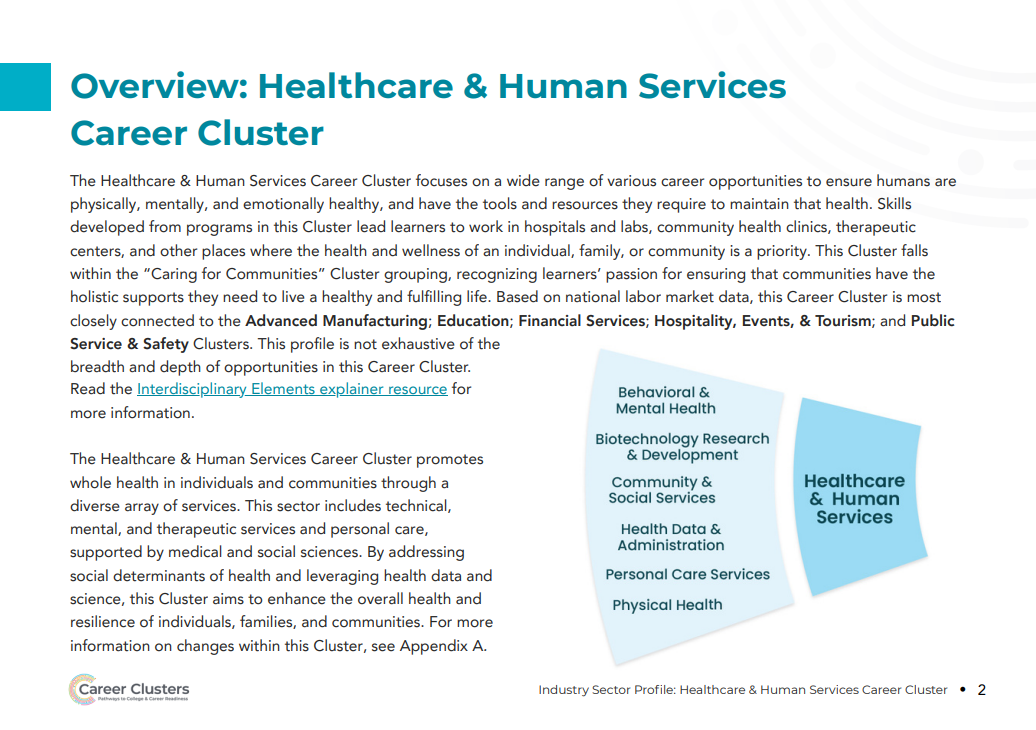 Overview: Healthcare & Human Services
Career Cluster
The Healthcare & Human Services Career Cluster focuses on a wide range of various career opportunities to ensure humans are
physically, mentally, and emotionally healthy, and have the tools and resources they require to maintain that health. Skills
developed from programs in this Cluster lead learners to work in hospitals and labs, community health clinics, therapeutic
centers, and other places where the health and wellness of an individual, family, or community is a priority. This Cluster falls
within the “Caring for Communities” Cluster grouping, recognizing learners’ passion for ensuring that communities have the
holistic supports they need to live a healthy and fulfilling life. Based on national labor market data, this Career Cluster is most
closely connected to the Advanced Manufacturing; Education; Financial Services; Hospitality, Events, & Tourism; and Public
Service & Safety Clusters. This profile is not exhaustive of the
breadth and depth of opportunities in this Career Cluster.
Read the Interdisciplinary Elements explainer resource for
more information.
The Healthcare & Human Services Career Cluster promotes
whole health in individuals and communities through a
diverse array of services. This sector includes technical,
mental, and therapeutic services and personal care,
supported by medical and social sciences. By addressing
social determinants of health and leveraging health data and
science, this Cluster aims to enhance the overall health and
resilience of individuals, families, and communities. For more
information on changes within this Cluster, see Appendix A.
Behavioral &
Mental Health
Biotechnology Research
& Development
Community &
Social Services
Health Data &
Administration
Personal Care Services
Physical Health
Healthcare
& Human
Services
Career Clusters
Pathways to College & Career Readiness
Industry Sector Profile: Healthcare & Human Services Career Cluster • 2